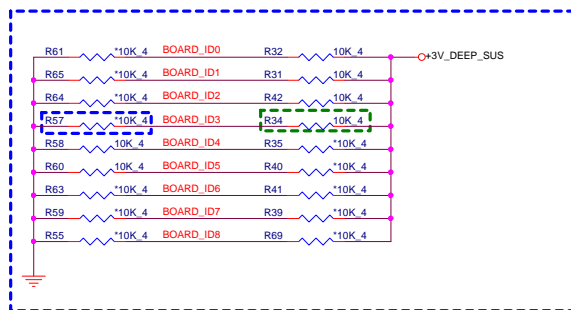 R61 *10K_4 BOARD_ID0 R32 10K_4 +3V_DEEP_SUS
R65 *10K_4 BOARD_ID1 R31 10K_4
R64 *10K_4 BOARD_ID2 R42 10K_4
R57 *10K_4 BOARD_ID3 R34 10K_4
R58 10K_4 BOARD_ID4 R35 *10K_4
R60 10K_4 BOARD_ID5 R40 *10K_4
R63 *10K_4 BOARD_ID6 R41 *10K_4
R59 *10K_4 BOARD_ID7 R39 *10K_4
R55 *10K_4 BOARD_ID8 R69 *10K_4